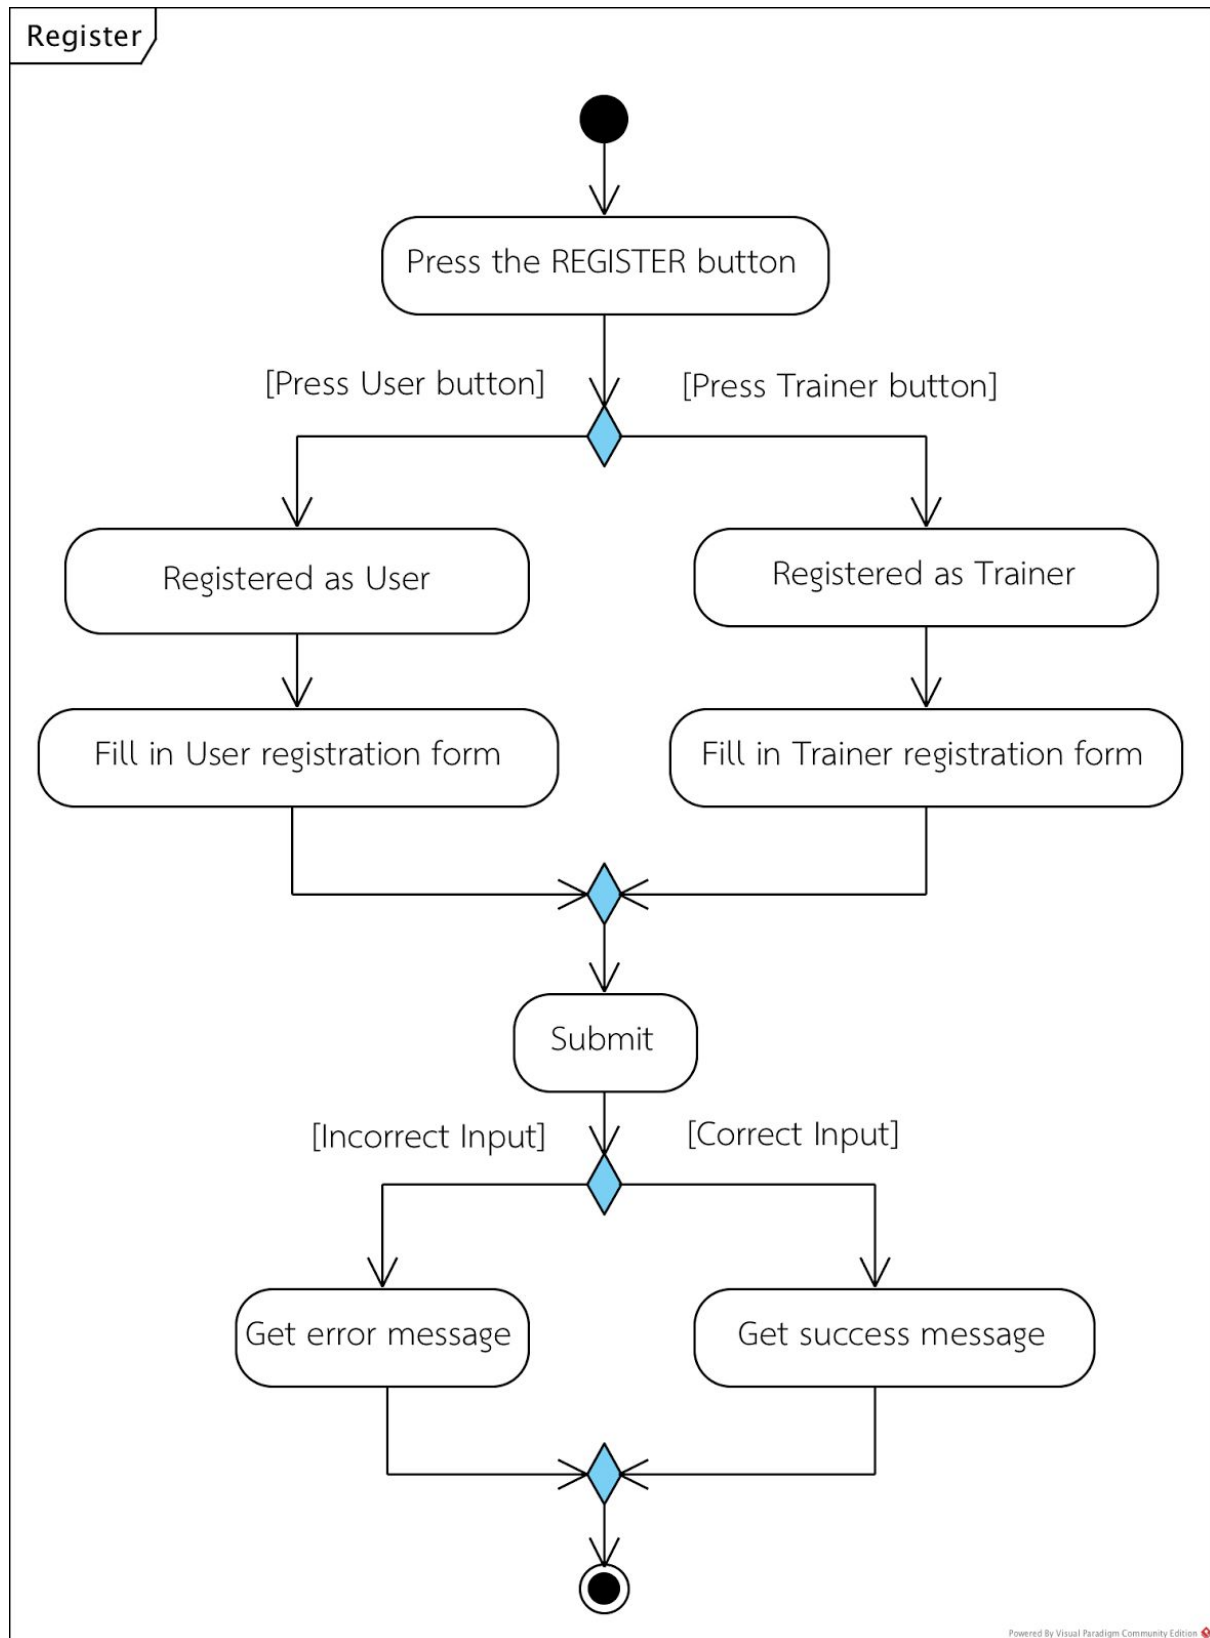 Register
Press the REGISTER button
[Press User button]
[Press Trainer button]
Registered as User
Registered as Trainer
Fill in User registration form
Fill in Trainer registration form
Submit
[Incorrect Input]
[Correct Input]
Get error message
Get success message
Powered By Visual Paradigm Community Edition